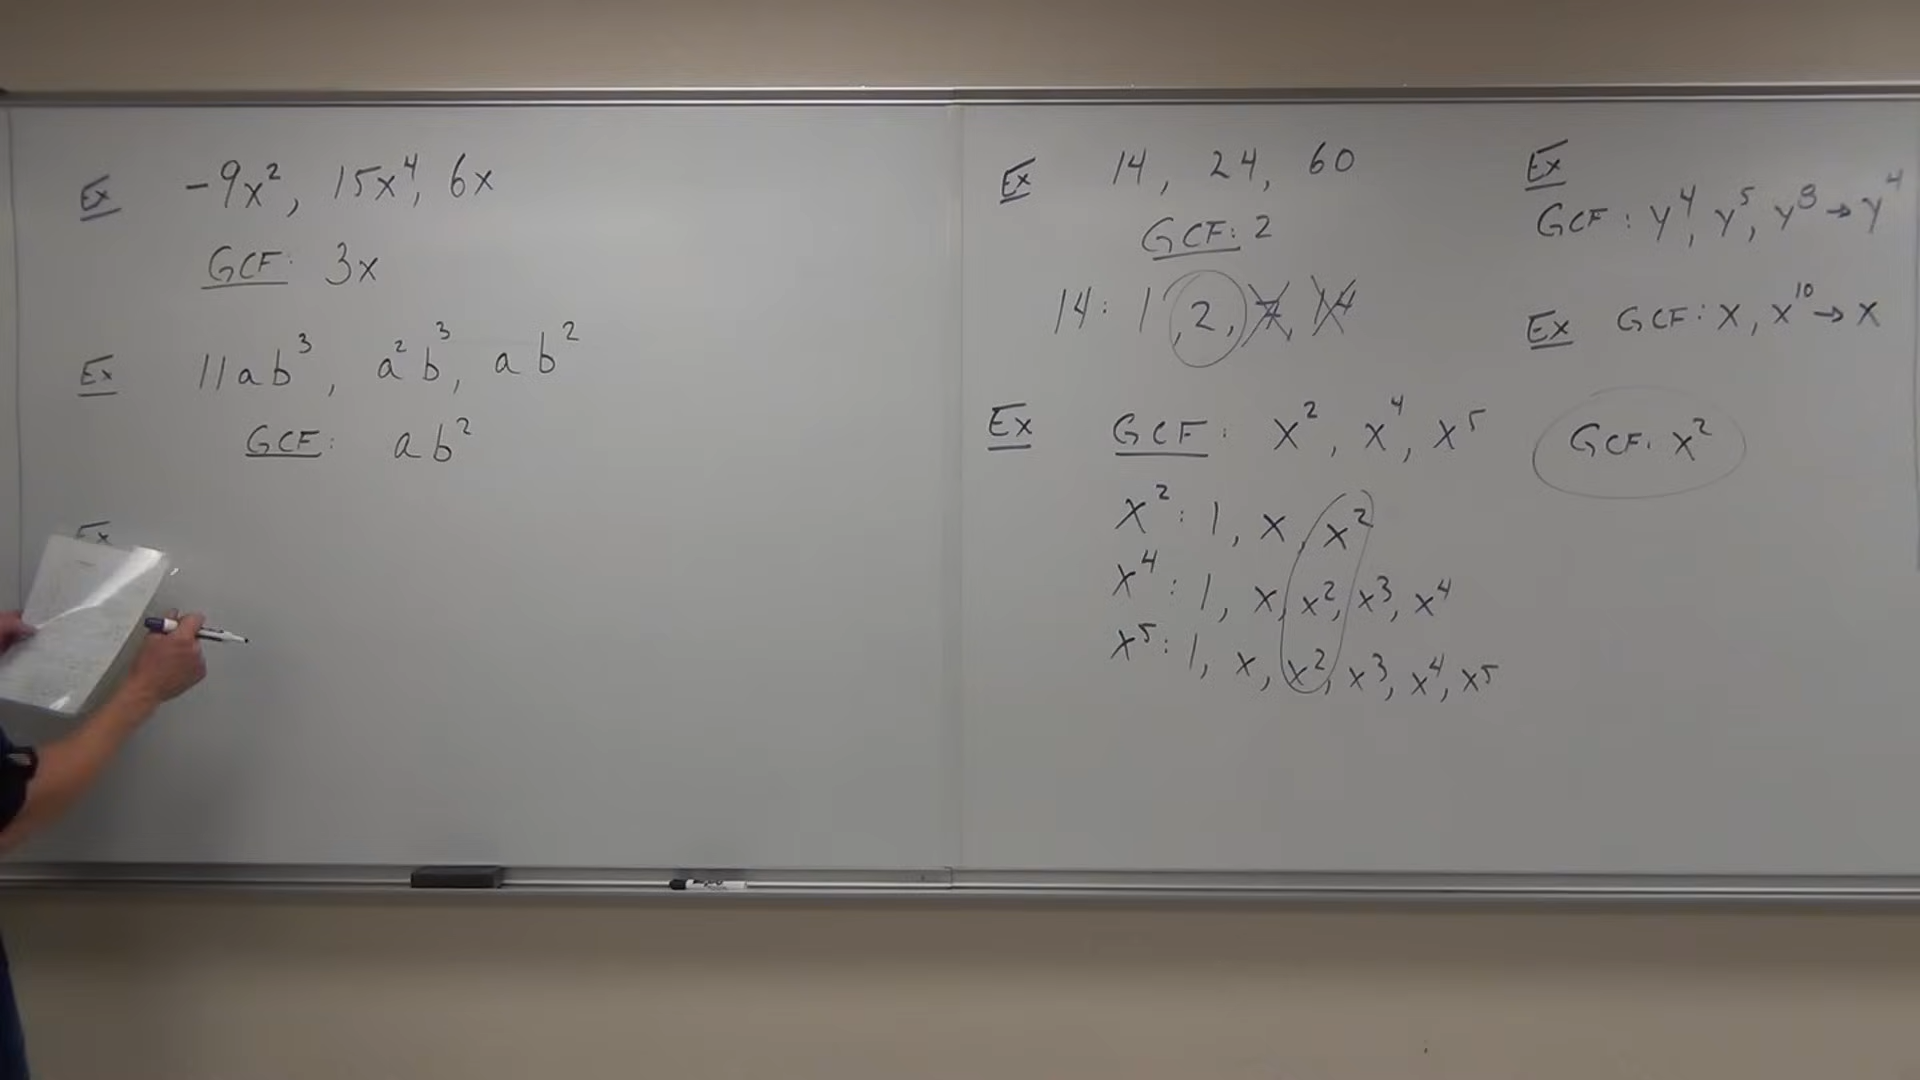 Ex -9x², 15x⁴, 6x
GCF: 3x
Ex 11ab³, a²b³, ab²
GCF: ab²
Ex
Ex 14, 24, 60
GCF: 2
14: 1, 2, 7, 14
Ex GCF: x², x⁴, x⁵
x²: 1, x, x²
x⁴: 1, x, x², x³, x⁴
x⁵: 1, x, x², x³, x⁴, x⁵
Ex
GCF: y⁴, y⁵, y⁸ → y⁴
Ex GCF: x, x¹⁰ → x
GCF: x²